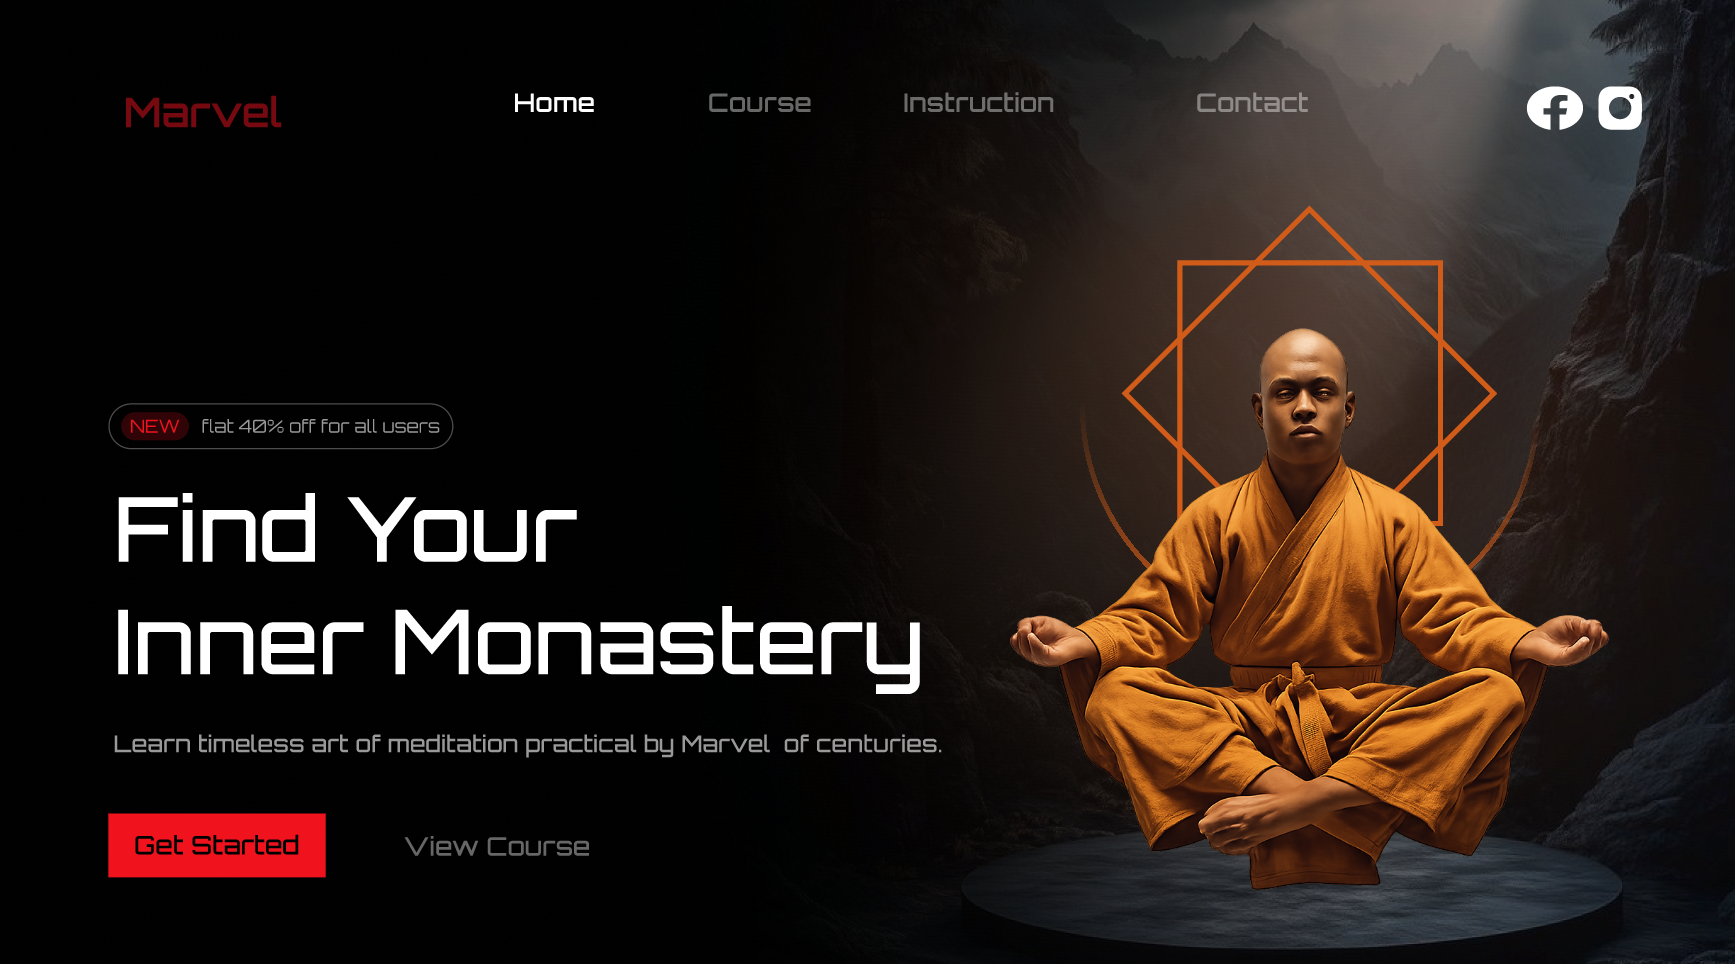 Marvel
Home
Course
Instruction
Contact
NEW flat 40% off for all users
Find Your
Inner Monastery
Learn timeless art of meditation practical by Marvel  of centuries.
Get Started
View Course